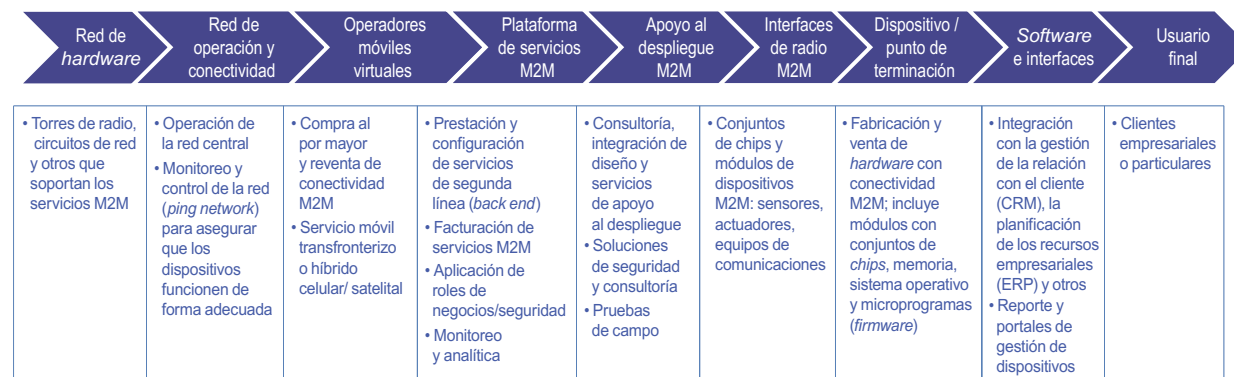 Red de
hardware
Red de
operación y
conectividad
Operadores
móviles
virtuales
Plataforma
de servicios
M2M
Apoyo al
despliegue
M2M
Interfaces
de radio
M2M
Dispositivo /
punto de
terminación
Software
e interfaces
Usuario
final
• Torres de radio,
circuitos de red
y otros que
soportan los
servicios M2M
• Operación de
la red central
• Monitoreo y
control de la red
(ping network)
para asegurar
que los
dispositivos
funcionen de
forma adecuada
• Compra al
por mayor
y reventa de
conectividad
M2M
• Servicio móvil
transfronterizo
o híbrido
celular/ satelital
• Prestación y
configuración
de servicios
de segunda
línea (back end)
• Facturación de
servicios M2M
• Aplicación de
roles de
negocios/seguridad
• Monitoreo
y analítica
• Consultoría,
integración de
diseño y
servicios
de apoyo
al despliegue
• Soluciones
de seguridad
y consultoría
• Pruebas
de campo
• Conjuntos
de chips y
módulos de
dispositivos
M2M: sensores,
actuadores,
equipos de
comunicaciones
• Fabricación y
venta de
hardware con
conectividad
M2M; incluye
módulos con
conjuntos de
chips, memoria,
sistema operativo
y microprogramas
(firmware)
• Integración
con la gestión
de la relación
con el cliente
(CRM), la
planificación
de los recursos
empresariales
(ERP) y otros
• Reporte y
portales de
gestión de
dispositivos
• Clientes
empresariales
o particulares